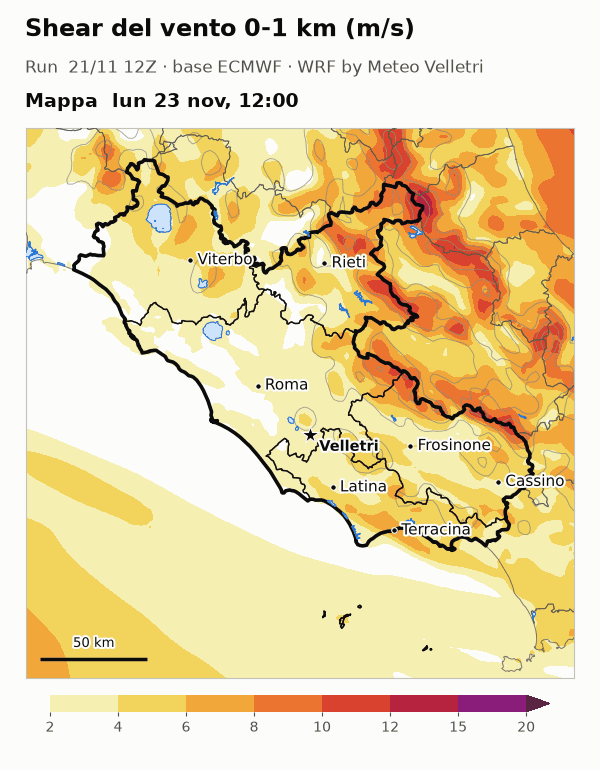 Shear del vento 0-1 km (m/s)
Run  21/11 12Z · base ECMWF · WRF by Meteo Velletri
Mappa  lun 23 nov, 12:00
Viterbo
Rieti
Roma
Velletri
Frosinone
Cassino
Latina
Terracina
50 km
2 4 6 8 10 12 15 20